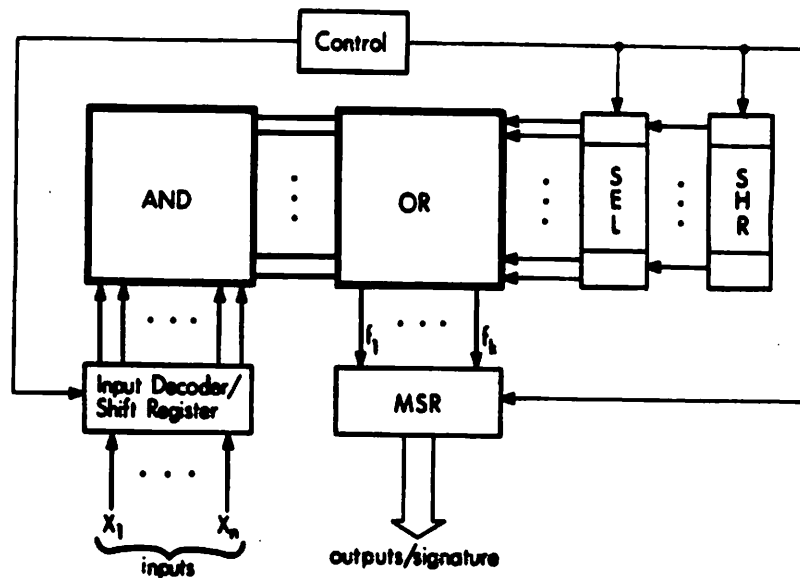 Control
AND
OR
SEL
SHR
f1
fk
Input Decoder/
Shift Register
MSR
X1
Xn
inputs
outputs/signature